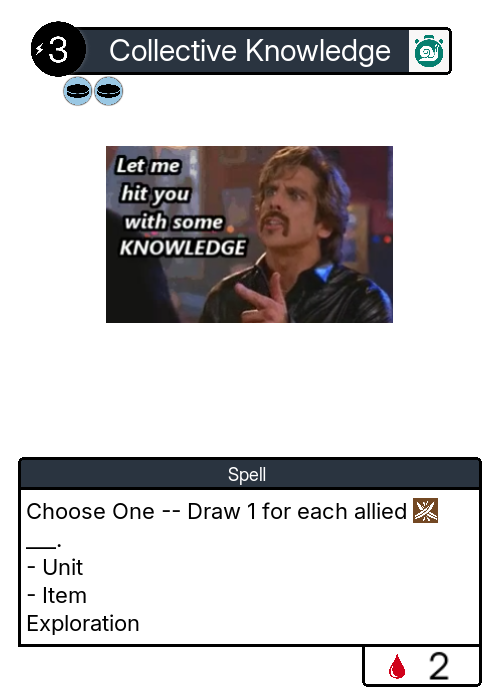 3
Collective Knowledge
Let me
hit you
with some
KNOWLEDGE
Spell
Choose One -- Draw 1 for each allied
___.
- Unit
- Item
Exploration
2